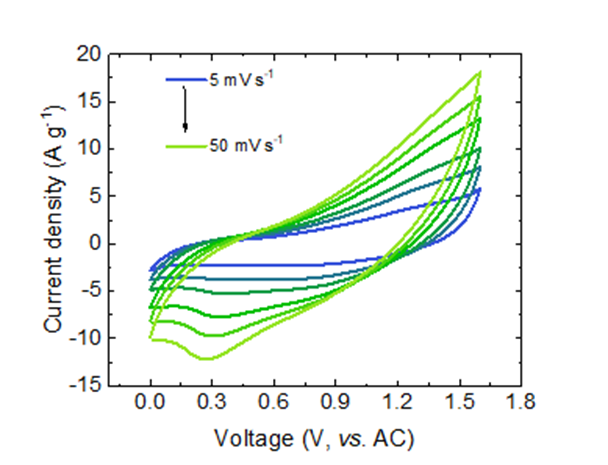 20
15
10
5
0
-5
-10
-15
Current density (A g⁻¹)
5 mV s⁻¹
50 mV s⁻¹
0.0 0.3 0.6 0.9 1.2 1.5 1.8
Voltage (V, vs. AC)